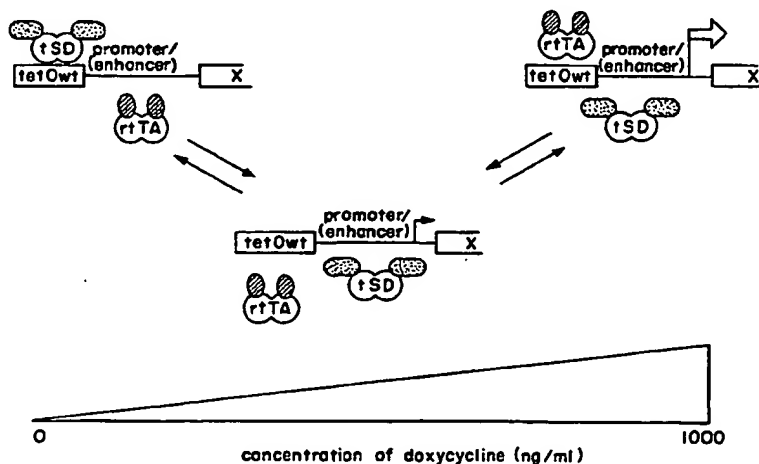 tSD
promoter/
(enhancer)
tetOwt
X
rtTA
rtTA
promoter/
(enhancer)
tetOwt
X
tSD
promoter/
(enhancer)
tetOwt
X
rtTA
tSD
0
1000
concentration of doxycycline (ng/ml)